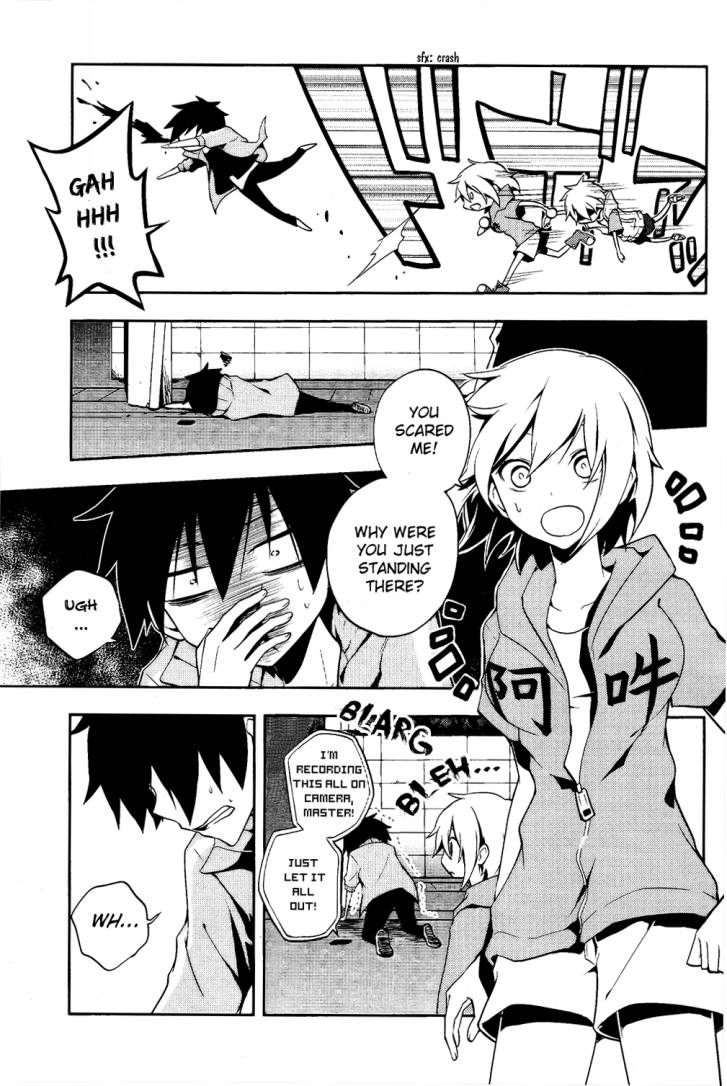 sfx: crash
GAH
HHH
!!!
YOU
SCARED
ME!
WHY WERE
YOU JUST
STANDING
THERE?
UGH
...
阿吽
BLARG
BLEH...
I'M
RECORDING
THIS ALL ON
CAMERA,
MASTER!
JUST
LET IT
ALL
OUT!
WH...